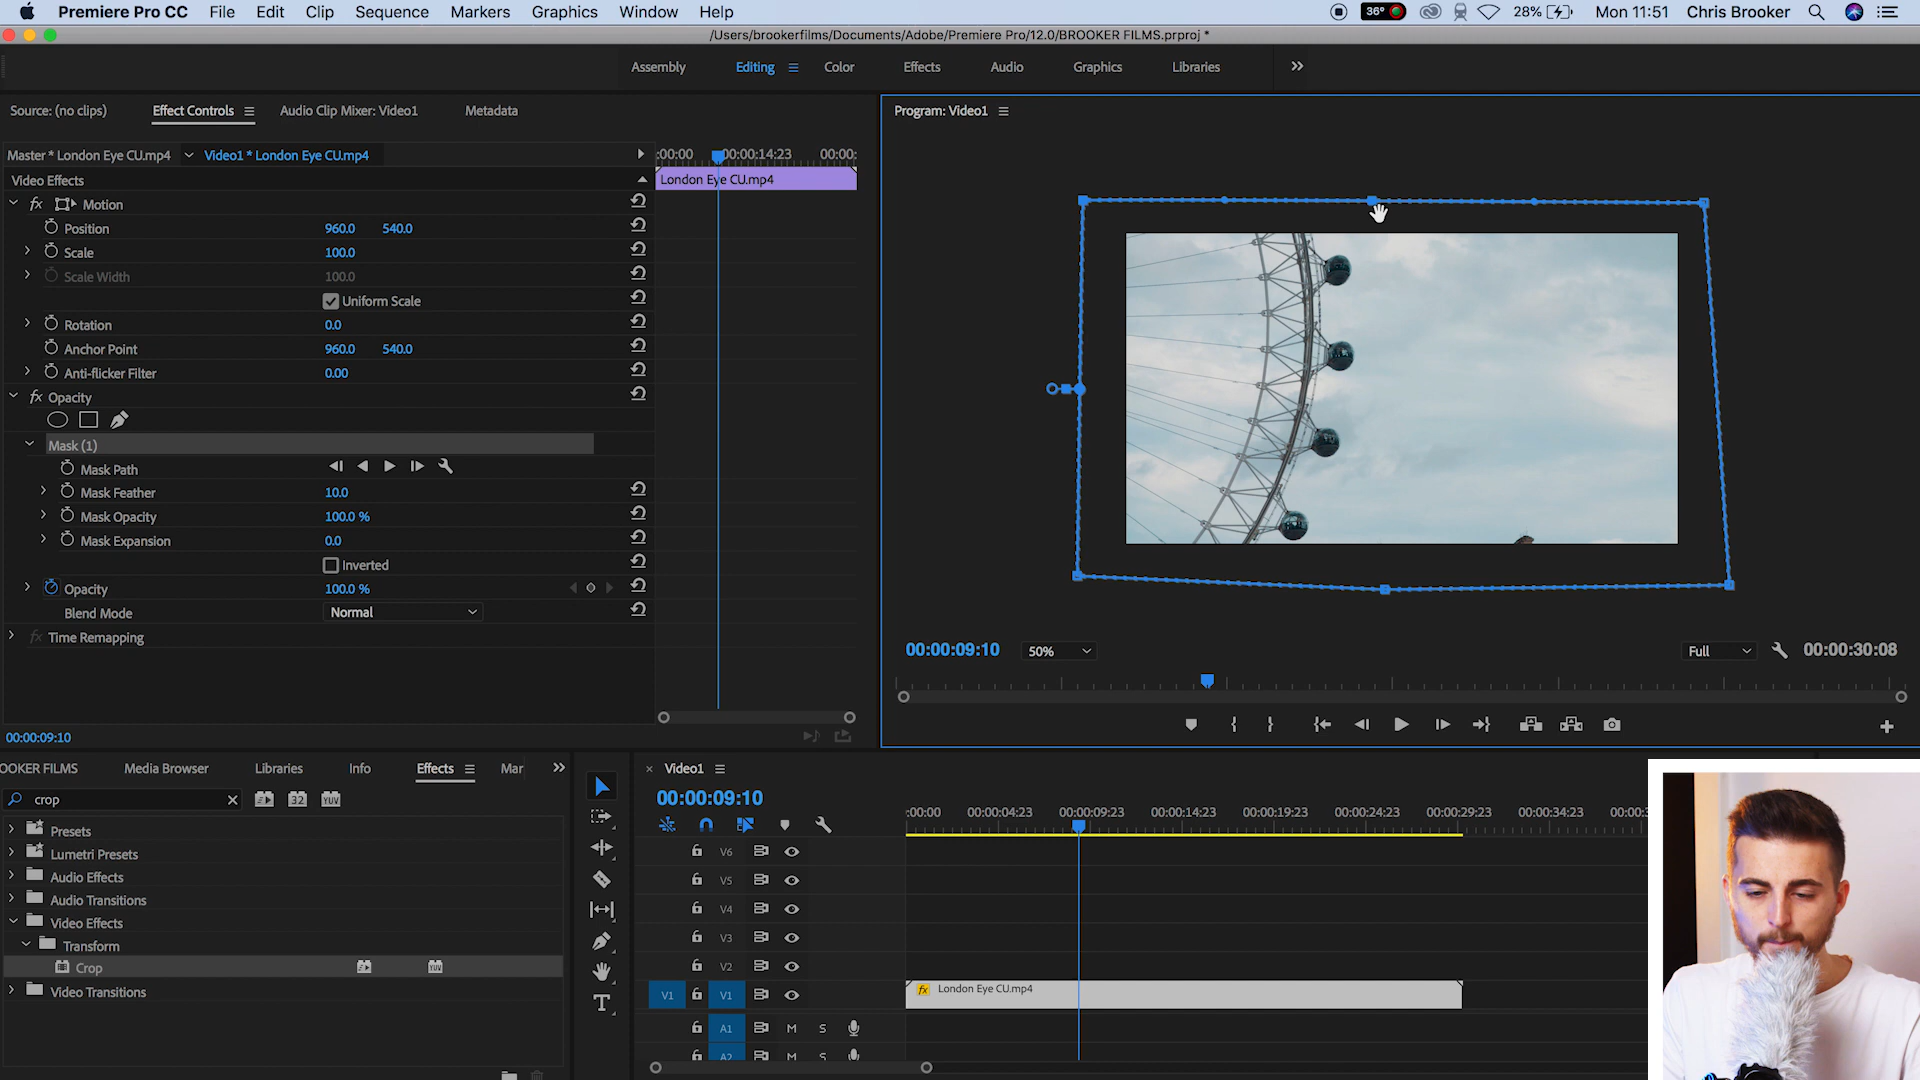 Premiere Pro CC File Edit Clip Sequence Markers Graphics Window Help 36° 28% Mon 11:51 Chris Brooker
/Users/brookerfilms/Documents/Adobe/Premiere Pro/12.0/BROOKER FILMS.prproj *
Assembly Editing Color Effects Audio Graphics Libraries
Source: (no clips) Effect Controls Audio Clip Mixer: Video1 Metadata
Program: Video1
Master * London Eye CU.mp4 Video1 * London Eye CU.mp4
:00:00 00:00:14:23 00:00:
London Eye CU.mp4
Video Effects
fx Motion
Position 960.0 540.0
Scale 100.0
Scale Width 100.0
Uniform Scale
Rotation 0.0
Anchor Point 960.0 540.0
Anti-flicker Filter 0.00
fx Opacity
Mask (1)
Mask Path
Mask Feather 10.0
Mask Opacity 100.0 %
Mask Expansion 0.0
Inverted
Opacity 100.0 %
Blend Mode Normal
fx Time Remapping
00:00:09:10
00:00:09:10 50% Full 00:00:30:08
OOKER FILMS Media Browser Libraries Info Effects Mar
crop 32 YUV
Presets
Lumetri Presets
Audio Effects
Audio Transitions
Video Effects
Transform
Crop YUV
Video Transitions
× Video1
00:00:09:10
:00:00 00:00:04:23 00:00:09:23 00:00:14:23 00:00:19:23 00:00:24:23 00:00:29:23 00:00:34:23 00:00:
V6
V5
V4
V3
V2
V1 V1
fx London Eye CU.mp4
A1 M S
A2 M S
T